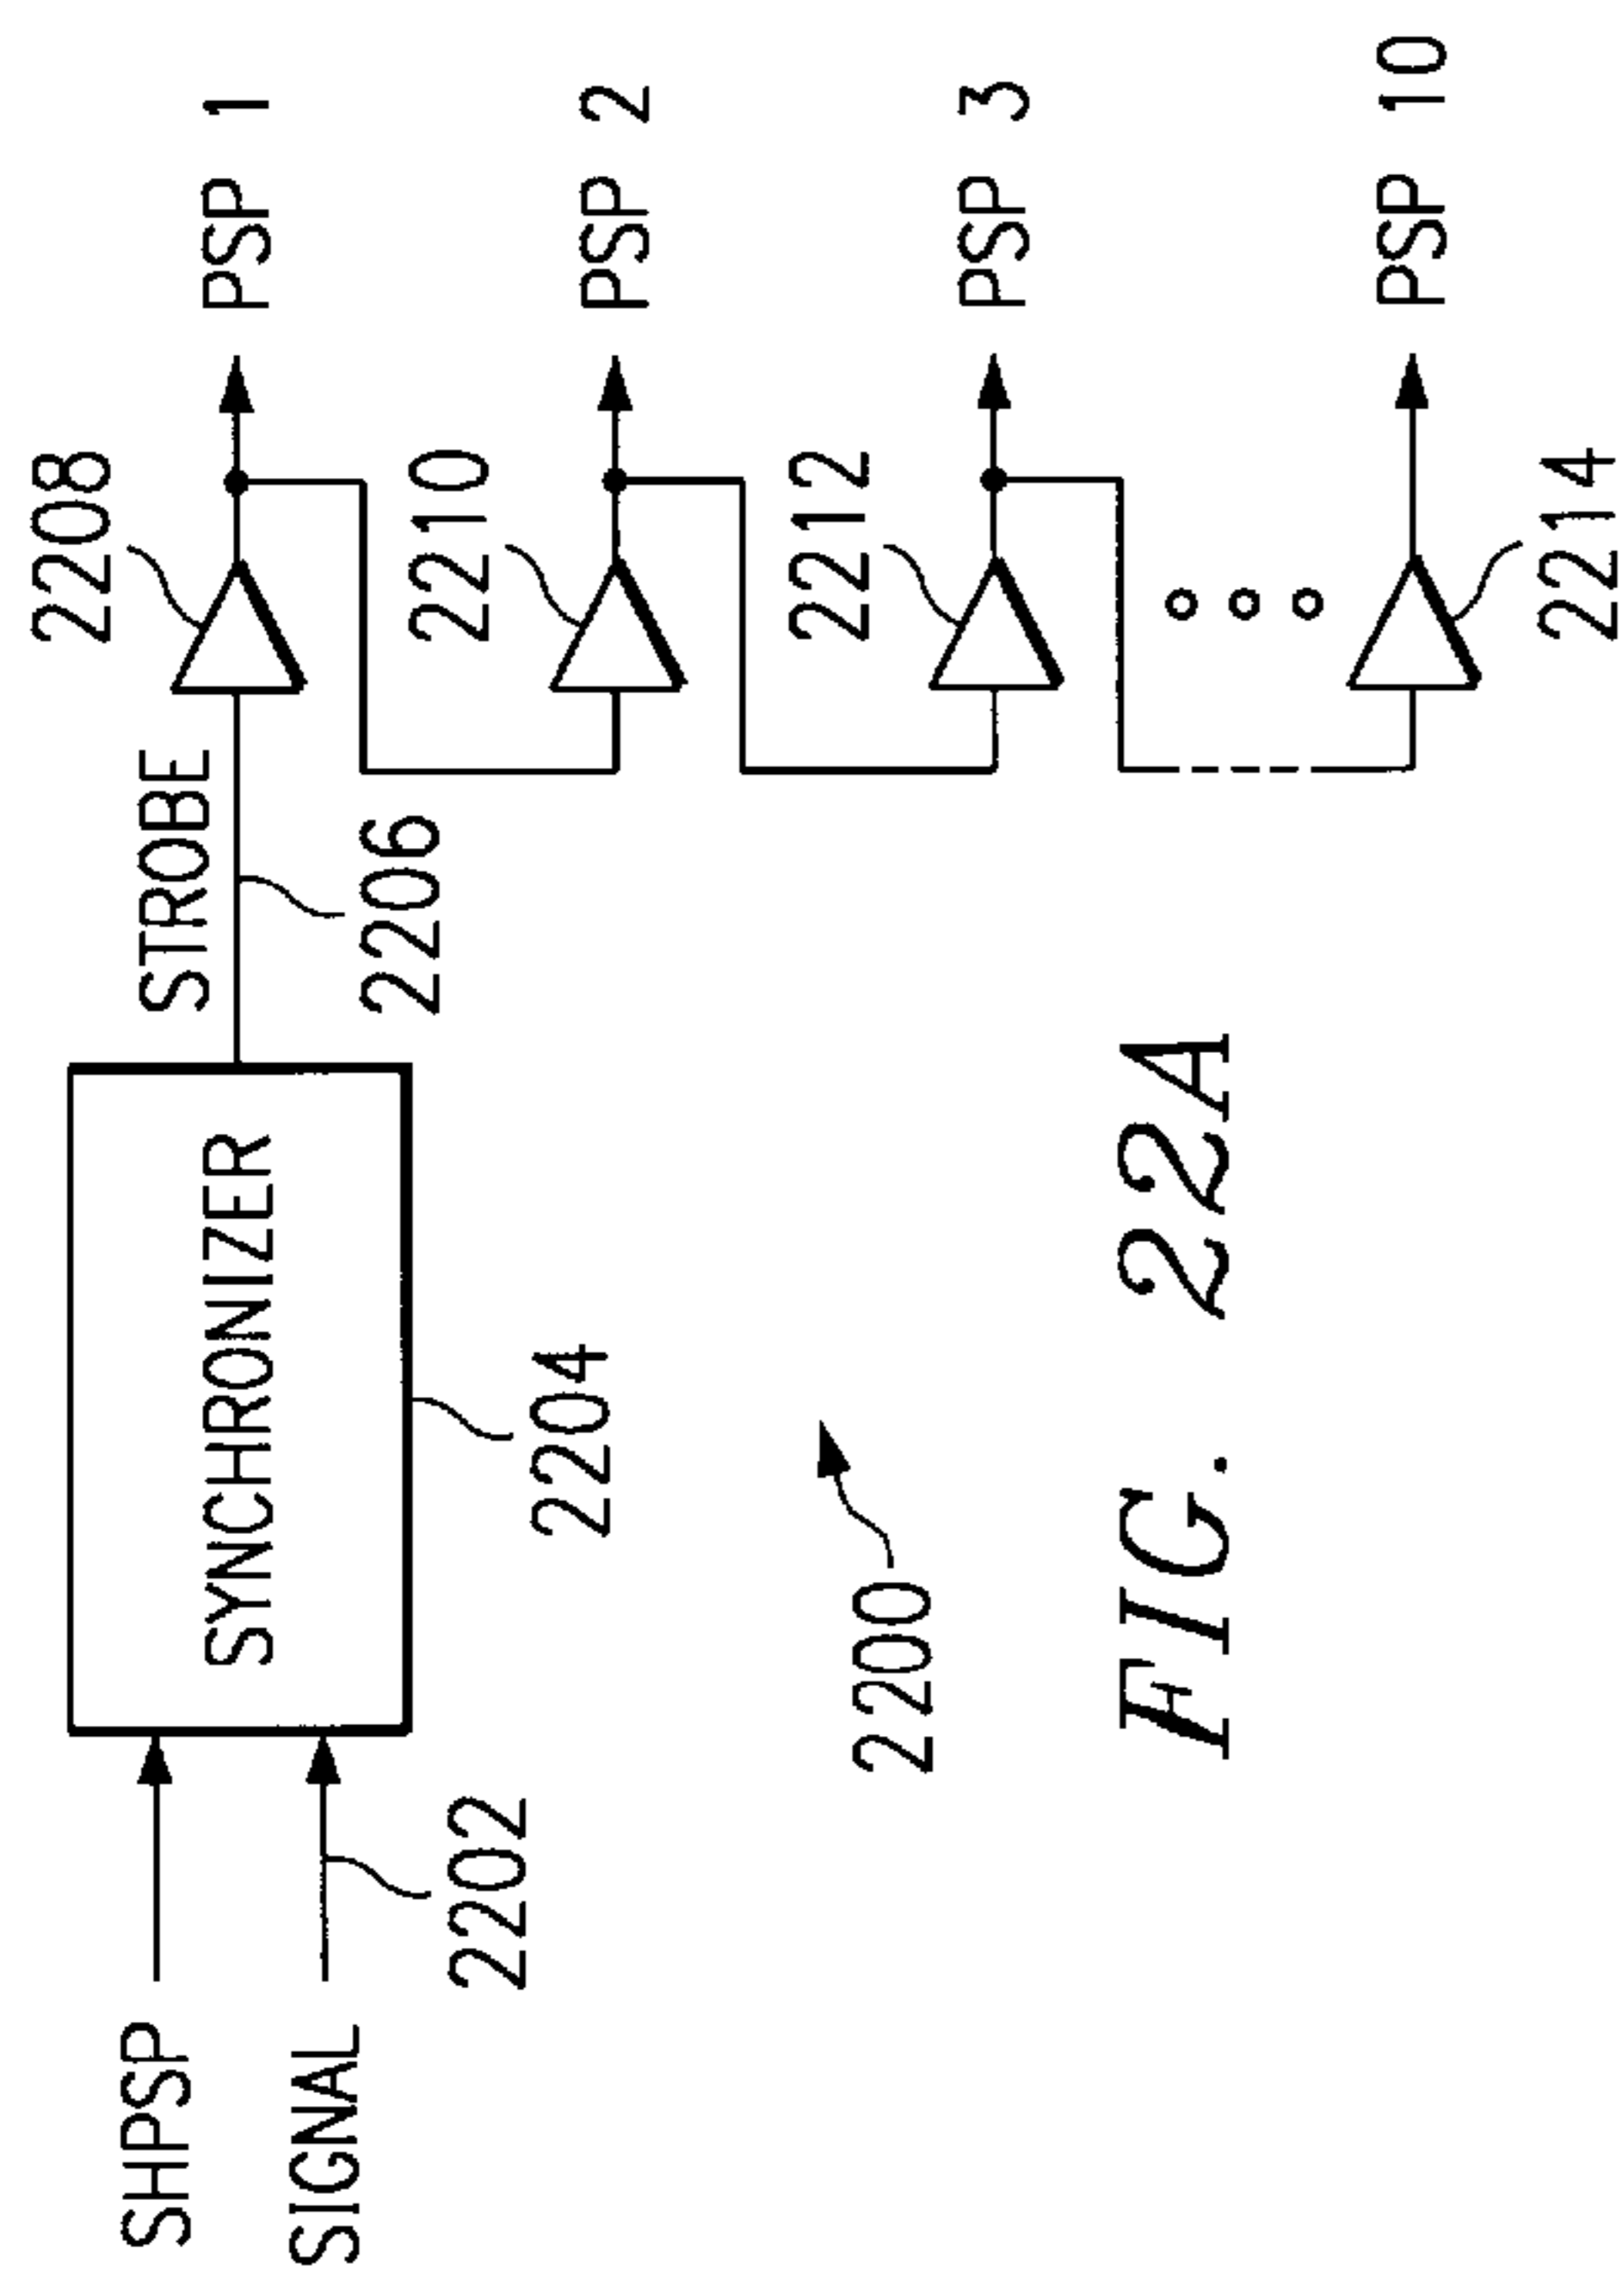 2208
PSP 1
STROBE
SHPSP
SYNCHRONIZER
SIGNAL
2206
2210
PSP 2
2202
2204
2212
PSP 3
2200
FIG. 22A
PSP 10
2214